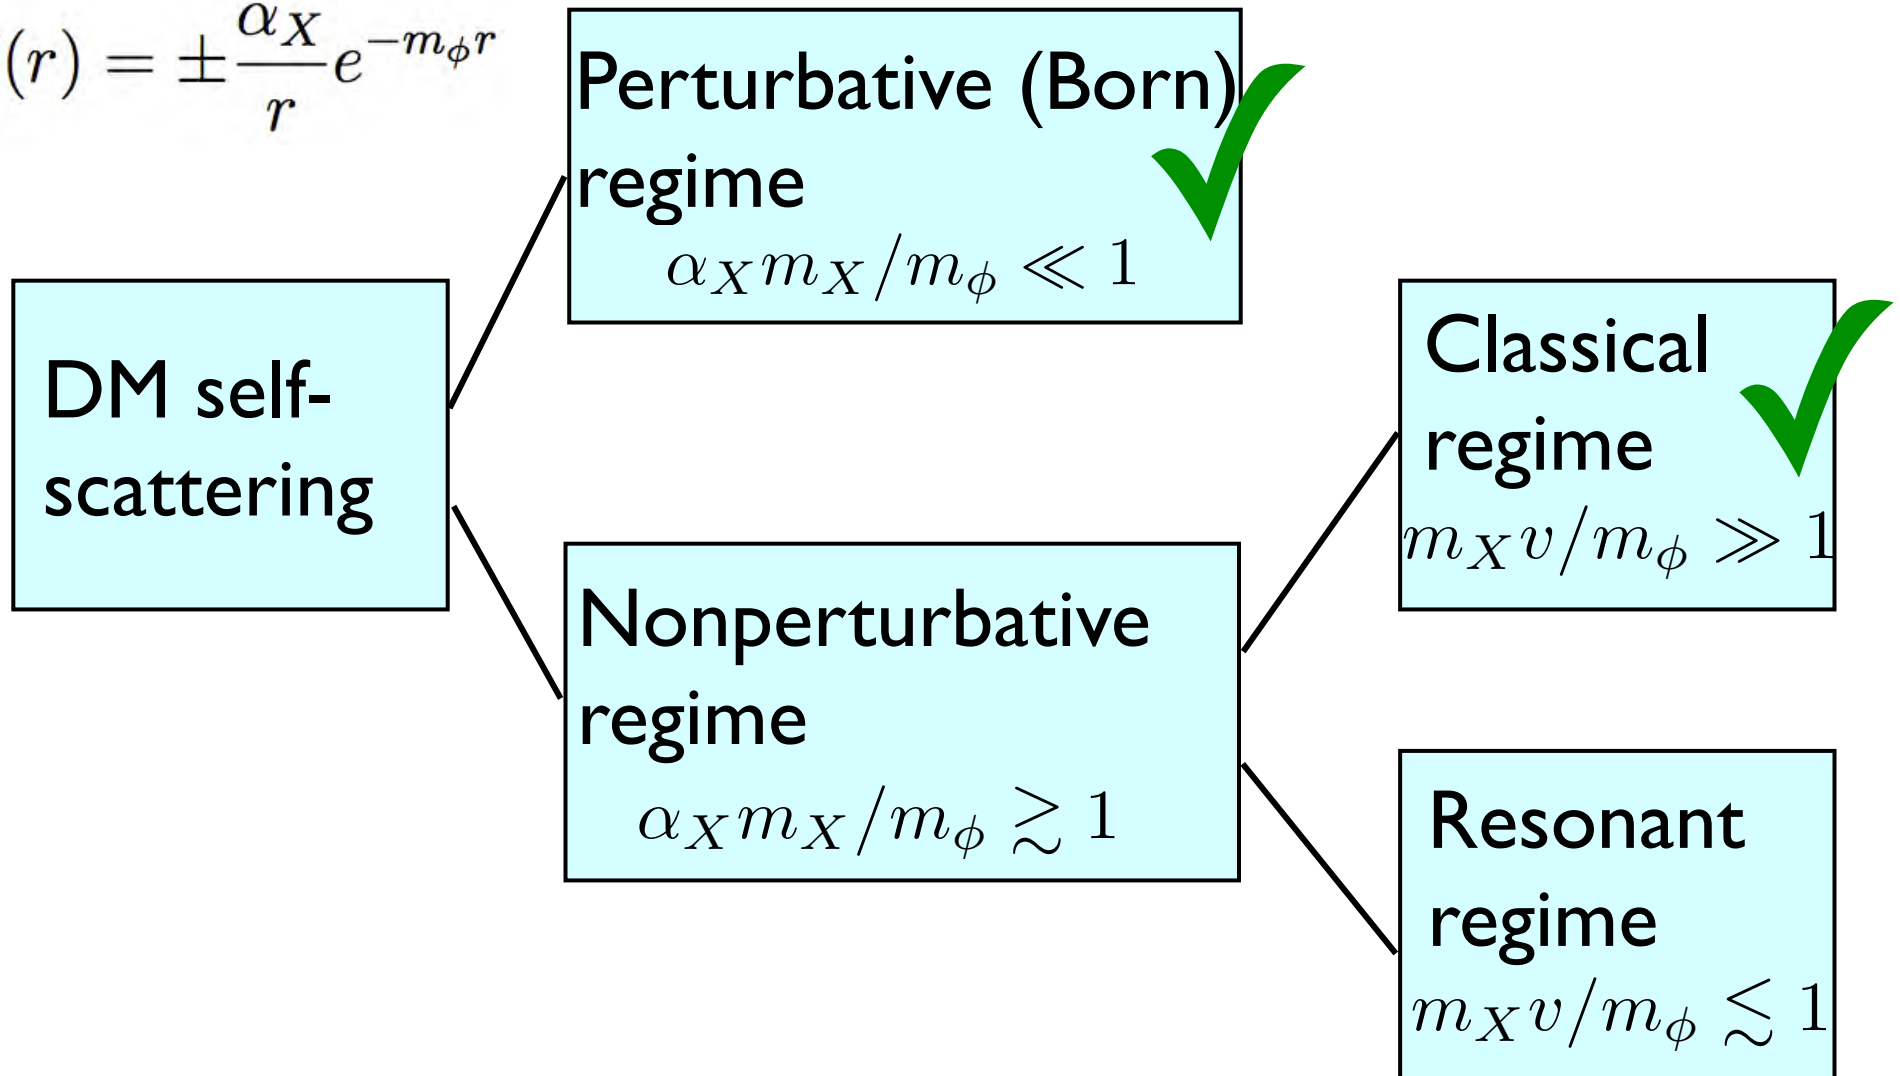 (r) = ±\frac{α_X}{r}e^{-m_ϕ r}
Perturbative (Born)
regime
α_X m_X/m_ϕ ≪ 1
DM self-
scattering
Nonperturbative
regime
α_X m_X/m_ϕ ≳ 1
Classical
regime
m_X v/m_ϕ ≫ 1
Resonant
regime
m_X v/m_ϕ ≲ 1